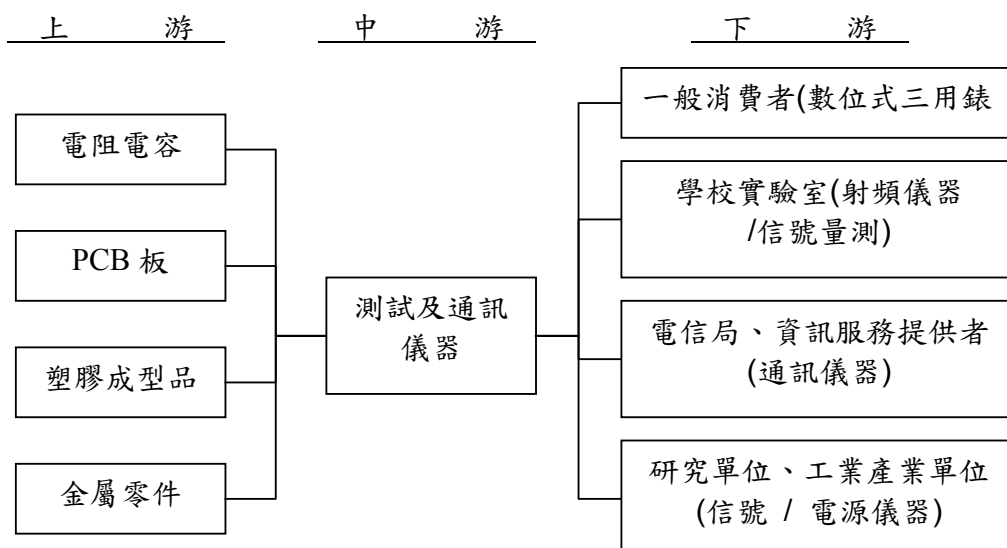 上 游
中 游
下 游
電阻電容
PCB 板
塑膠成型品
金屬零件
測試及通訊
儀器
一般消費者(數位式三用錶
學校實驗室(射頻儀器
/信號量測)
電信局、資訊服務提供者
(通訊儀器)
研究單位、工業產業單位
(信號 / 電源儀器)